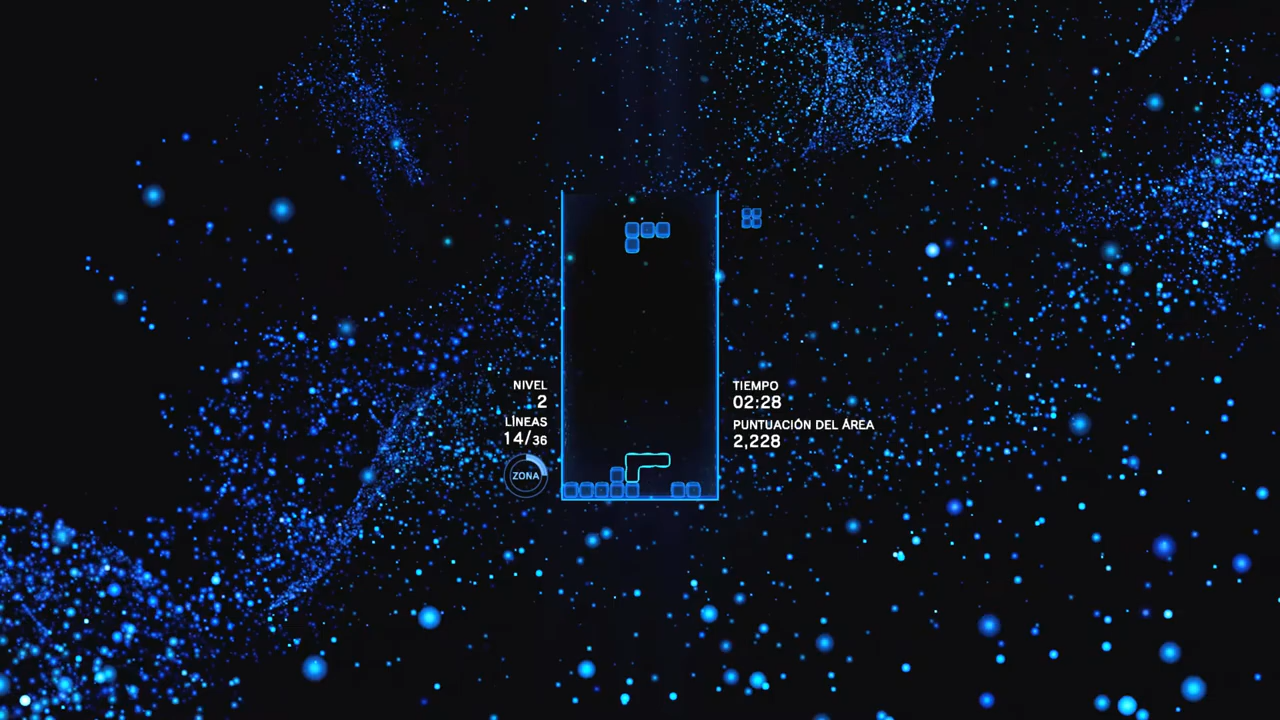 NIVEL
2
LÍNEAS
14/36
ZONA
TIEMPO
02:28
PUNTUACIÓN DEL ÁREA
2,228